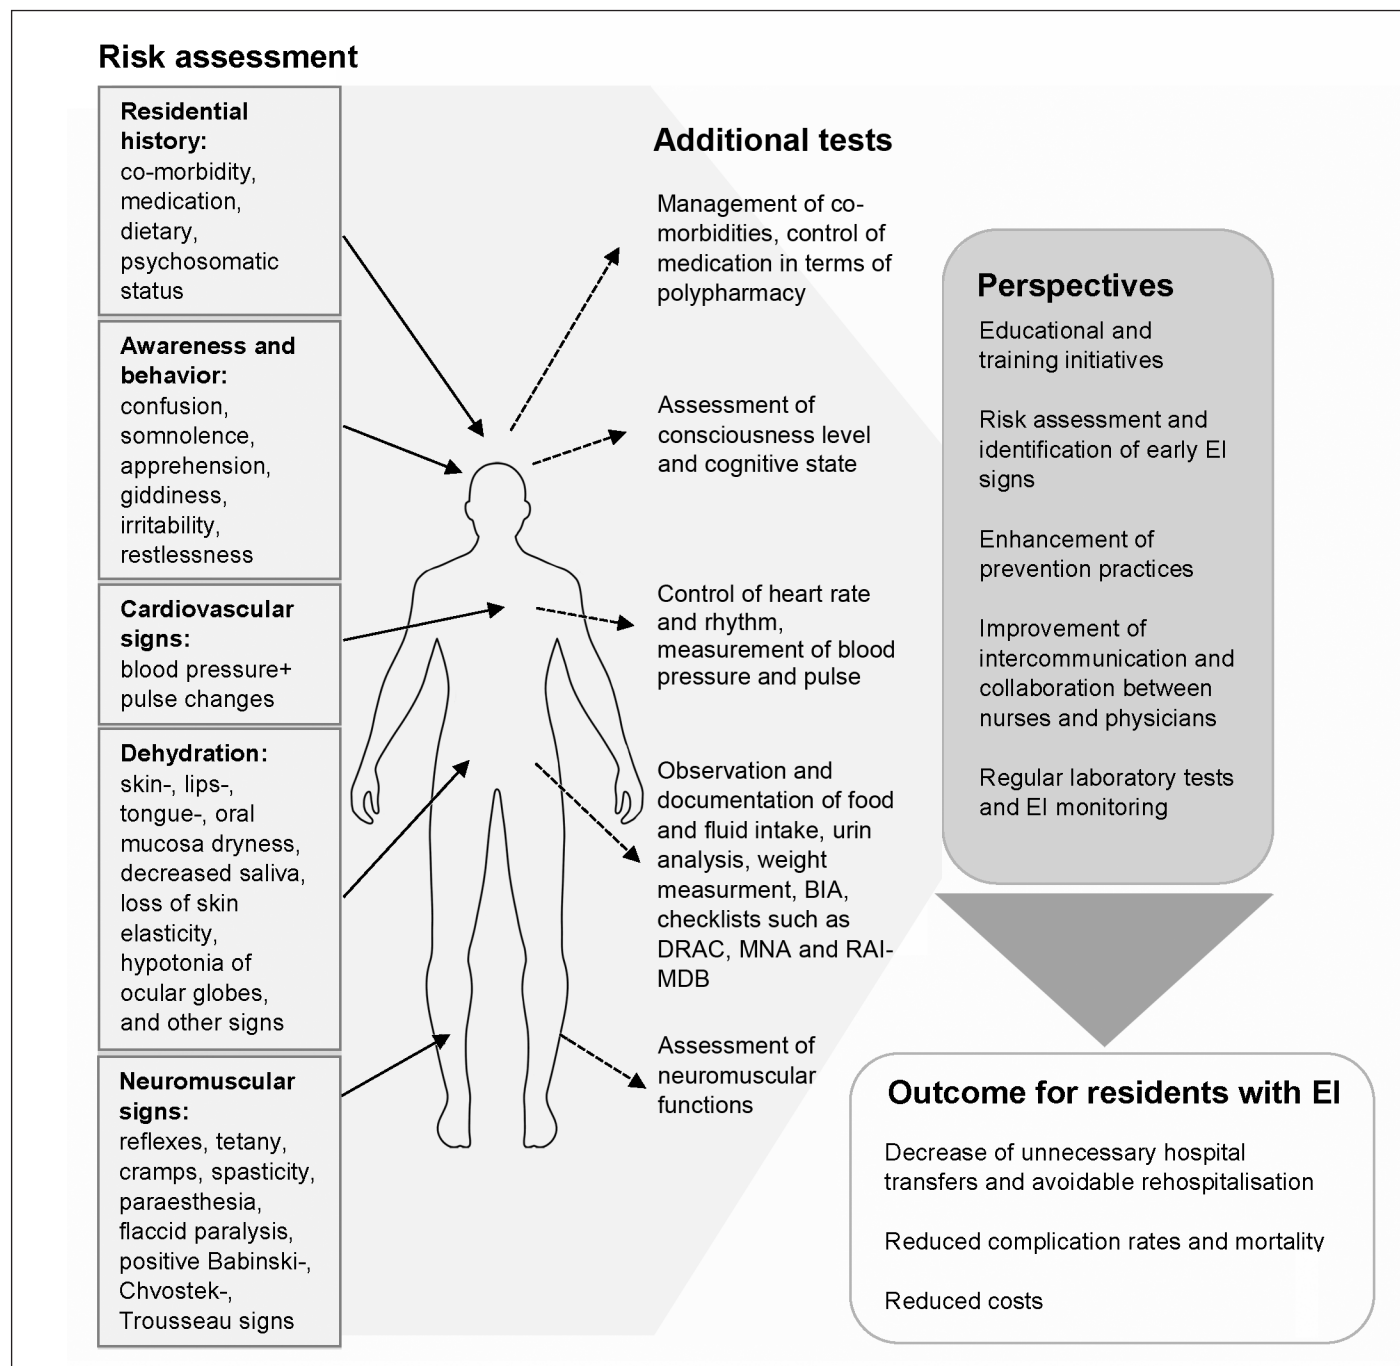 Risk assessment
Residential
history:
co-morbidity,
medication,
dietary,
psychosomatic
status
Awareness and
behavior:
confusion,
somnolence,
apprehension,
giddiness,
irritability,
restlessness
Cardiovascular
signs:
blood pressure+
pulse changes
Dehydration:
skin-, lips-,
tongue-, oral
mucosa dryness,
decreased saliva,
loss of skin
elasticity,
hypotonia of
ocular globes,
and other signs
Neuromuscular
signs:
reflexes, tetany,
cramps, spasticity,
paraesthesia,
flaccid paralysis,
positive Babinski-,
Chvostek-,
Trousseau signs
Additional tests
Management of co-
morbidities, control of
medication in terms of
polypharmacy
Assessment of
consciousness level
and cognitive state
Control of heart rate
and rhythm,
measurement of blood
pressure and pulse
Observation and
documentation of food
and fluid intake, urin
analysis, weight
measurment, BIA,
checklists such as
DRAC, MNA and RAI-
MDB
Assessment of
neuromuscular
functions
Perspectives
Educational and
training initiatives
Risk assessment and
identification of early EI
signs
Enhancement of
prevention practices
Improvement of
intercommunication and
collaboration between
nurses and physicians
Regular laboratory tests
and EI monitoring
Outcome for residents with EI
Decrease of unnecessary hospital
transfers and avoidable rehospitalisation
Reduced complication rates and mortality
Reduced costs